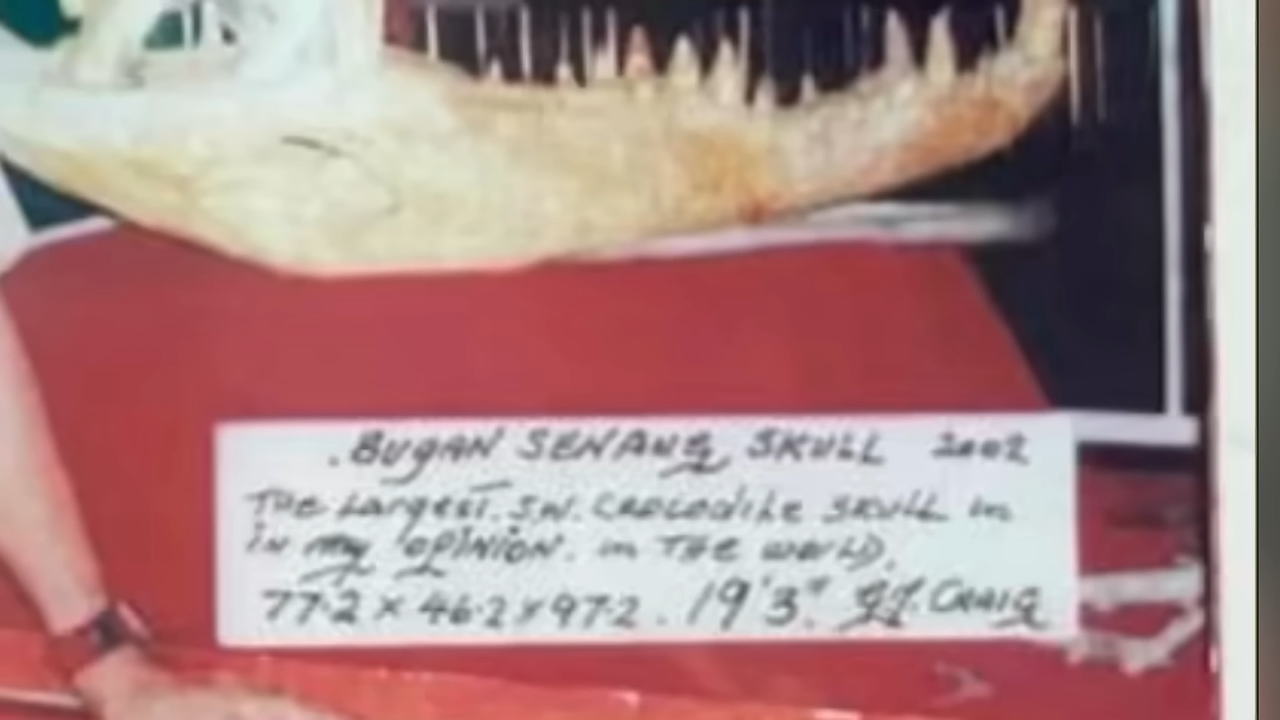 . BUgAN SENANG SKULL 2002
THE LargesT. S.W. CROCODILE SKULL in
in my OPINION. in THE WORLD.
77.2 x 46.2 x 97.2. 19'3" G.J. CRAIG